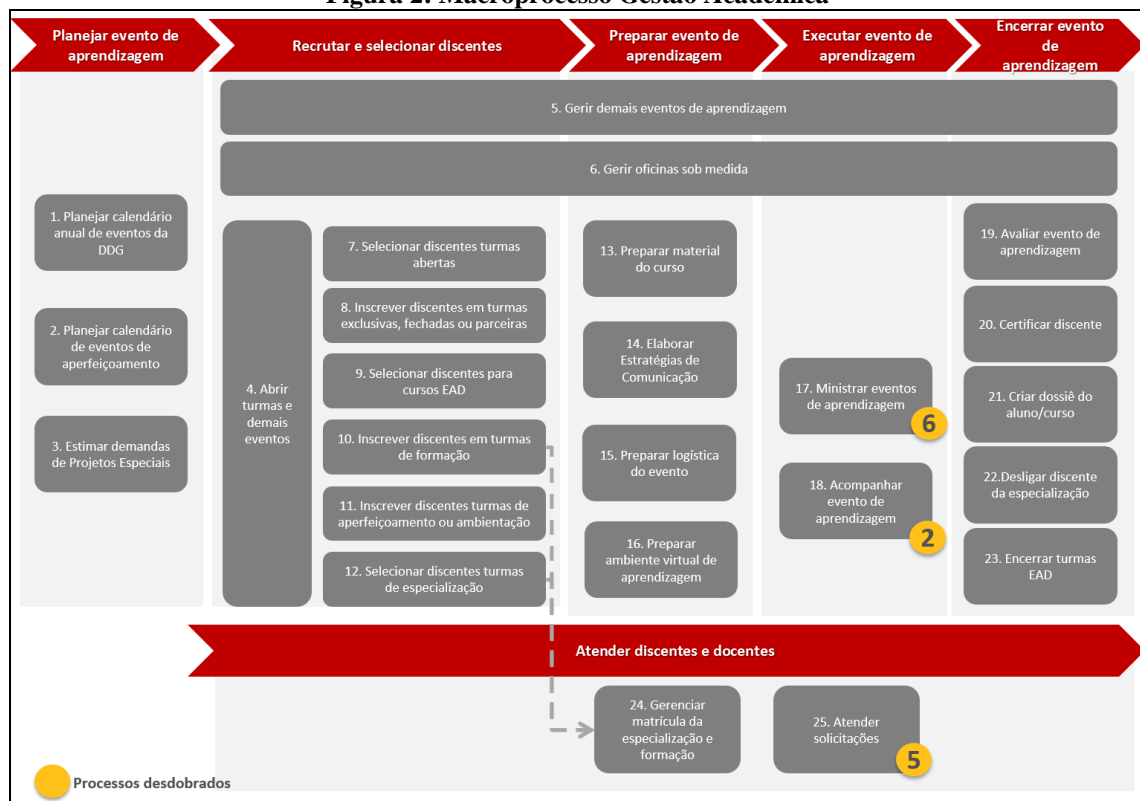 Figura 2: Macroprocesso Gestão Acadêmica
Planejar evento de
aprendizagem
Recrutar e selecionar discentes
Preparar evento de
aprendizagem
Executar evento de
aprendizagem
Encerrar evento
de
aprendizagem
5. Gerir demais eventos de aprendizagem
6. Gerir oficinas sob medida
1. Planejar calendário
anual de eventos da
DDG
2. Planejar calendário
de eventos de
aperfeiçoamento
3. Estimar demandas
de Projetos Especiais
4. Abrir
turmas e
demais
eventos
7. Selecionar discentes turmas
abertas
8. Inscrever discentes em turmas
exclusivas, fechadas ou parceiras
9. Selecionar discentes para
cursos EAD
10. Inscrever discentes em turmas
de formação
11. Inscrever discentes turmas de
aperfeiçoamento ou ambientação
12. Selecionar discentes turmas
de especialização
13. Preparar material
do curso
14. Elaborar
Estratégias de
Comunicação
15. Preparar logística
do evento
16. Preparar
ambiente virtual de
aprendizagem
17. Ministrar eventos
de aprendizagem
6
18. Acompanhar
evento de
aprendizagem
2
19. Avaliar evento de
aprendizagem
20. Certificar discente
21. Criar dossiê do
aluno/curso
22.Desligar discente
da especialização
23. Encerrar turmas
EAD
Atender discentes e docentes
24. Gerenciar
matrícula da
especialização e
formação
25. Atender
solicitações
5
Processos desdobrados